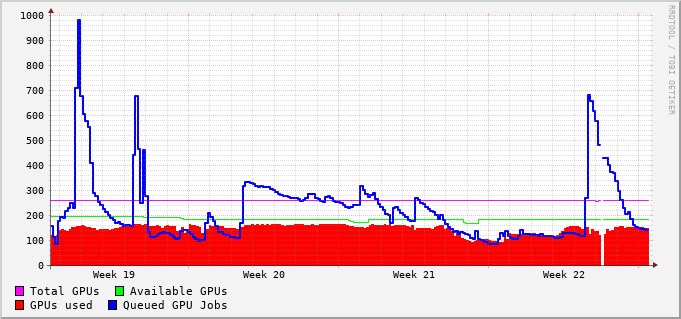 1000
900
800
700
600
500
400
300
200
100
0
Week 19 Week 20 Week 21 Week 22
Total GPUs Available GPUs
GPUs used Queued GPU Jobs
RRDTOOL / TOBI OETIKER